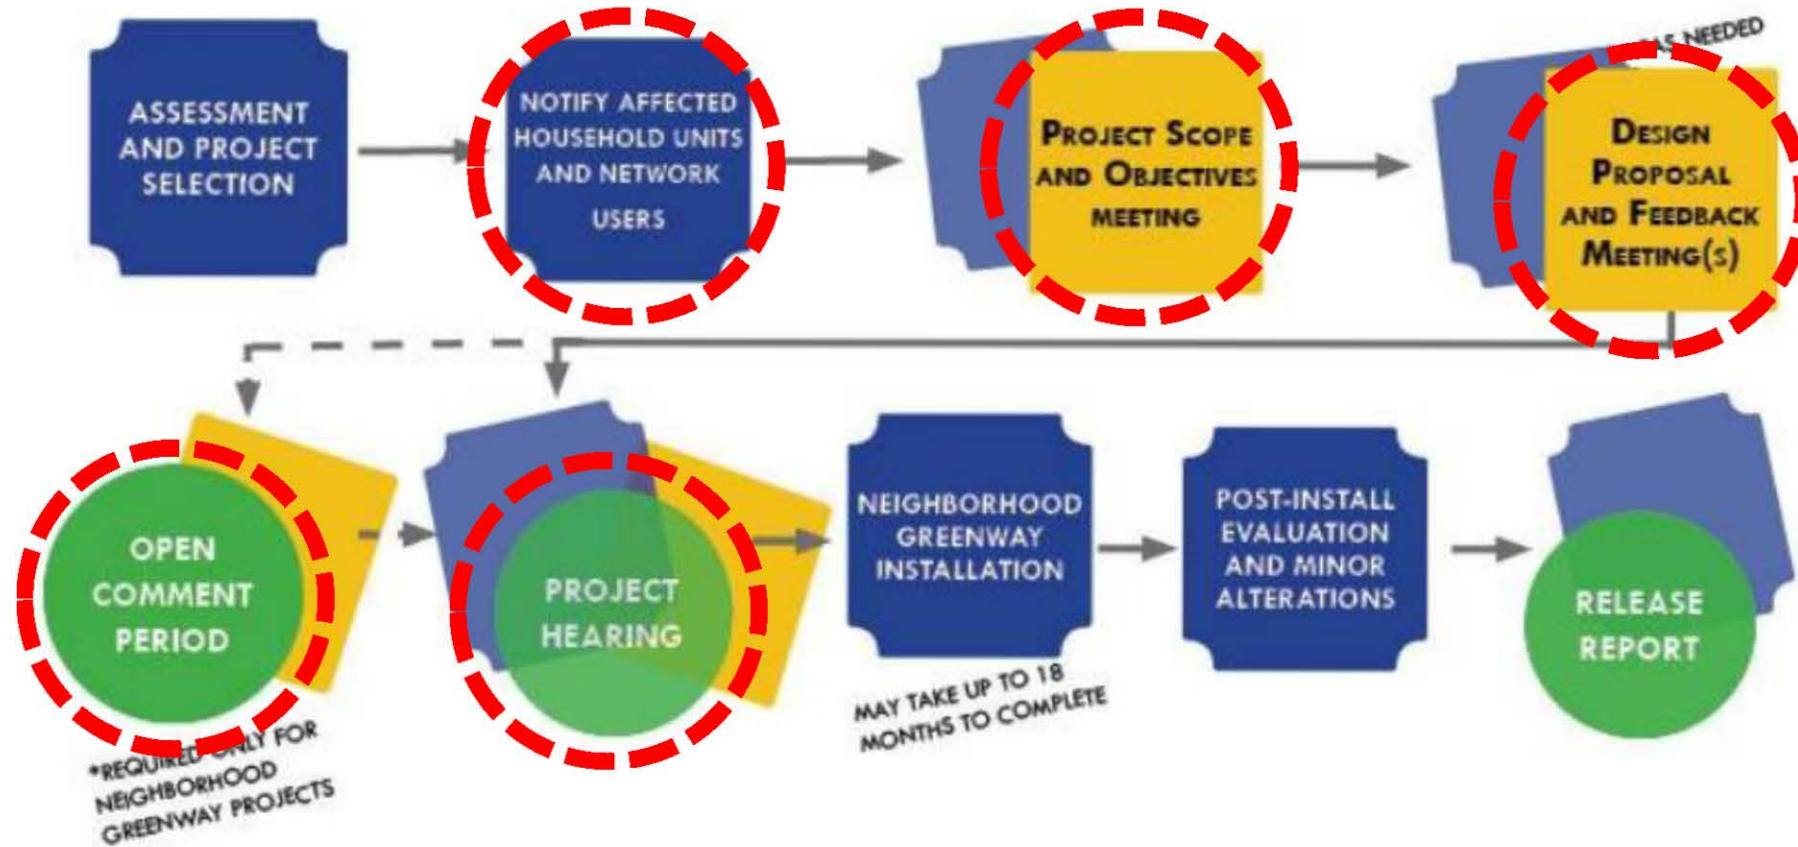 ASSESSMENT
AND PROJECT
SELECTION
NOTIFY AFFECTED
HOUSEHOLD UNITS
AND NETWORK
USERS
PROJECT SCOPE
AND OBJECTIVES
MEETING
*AS NEEDED
DESIGN
PROPOSAL
AND FEEDBACK
MEETING(S)
OPEN
COMMENT
PERIOD
*REQUIRED ONLY FOR
NEIGHBORHOOD
GREENWAY PROJECTS
PROJECT
HEARING
NEIGHBORHOOD
GREENWAY
INSTALLATION
MAY TAKE UP TO 18
MONTHS TO COMPLETE
POST-INSTALL
EVALUATION
AND MINOR
ALTERATIONS
RELEASE
REPORT